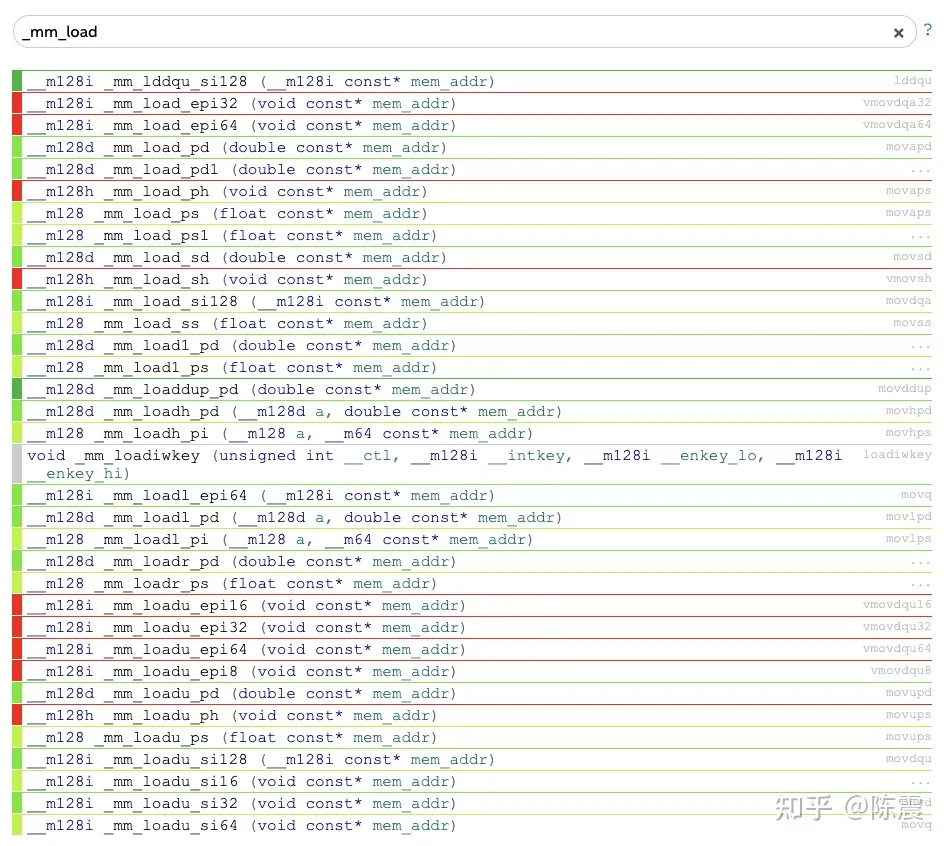 _mm_load × ?
__m128i _mm_lddqu_si128 (__m128i const* mem_addr) lddqu
__m128i _mm_load_epi32 (void const* mem_addr) vmovdqa32
__m128i _mm_load_epi64 (void const* mem_addr) vmovdqa64
__m128d _mm_load_pd (double const* mem_addr) movapd
__m128d _mm_load_pd1 (double const* mem_addr) ...
__m128h _mm_load_ph (void const* mem_addr) movaps
__m128 _mm_load_ps (float const* mem_addr) movaps
__m128 _mm_load_ps1 (float const* mem_addr) ...
__m128d _mm_load_sd (double const* mem_addr) movsd
__m128h _mm_load_sh (void const* mem_addr) vmovsh
__m128i _mm_load_si128 (__m128i const* mem_addr) movdqa
__m128 _mm_load_ss (float const* mem_addr) movss
__m128d _mm_load1_pd (double const* mem_addr) ...
__m128 _mm_load1_ps (float const* mem_addr) ...
__m128d _mm_loaddup_pd (double const* mem_addr) movddup
__m128d _mm_loadh_pd (__m128d a, double const* mem_addr) movhpd
__m128 _mm_loadh_pi (__m128 a, __m64 const* mem_addr) movhps
void _mm_loadiwkey (unsigned int __ctl, __m128i __intkey, __m128i __enkey_lo, __m128i loadiwkey
__enkey_hi)
__m128i _mm_loadl_epi64 (__m128i const* mem_addr) movq
__m128d _mm_loadl_pd (__m128d a, double const* mem_addr) movlpd
__m128 _mm_loadl_pi (__m128 a, __m64 const* mem_addr) movlps
__m128d _mm_loadr_pd (double const* mem_addr) ...
__m128 _mm_loadr_ps (float const* mem_addr) ...
__m128i _mm_loadu_epi16 (void const* mem_addr) vmovdqu16
__m128i _mm_loadu_epi32 (void const* mem_addr) vmovdqu32
__m128i _mm_loadu_epi64 (void const* mem_addr) vmovdqu64
__m128i _mm_loadu_epi8 (void const* mem_addr) vmovdqu8
__m128d _mm_loadu_pd (double const* mem_addr) movupd
__m128h _mm_loadu_ph (void const* mem_addr) movups
__m128 _mm_loadu_ps (float const* mem_addr) movups
__m128i _mm_loadu_si128 (__m128i const* mem_addr) movdqu
__m128i _mm_loadu_si16 (void const* mem_addr) ...
__m128i _mm_loadu_si32 (void const* mem_addr)
知乎 @陈震
__m128i _mm_loadu_si64 (void const* mem_addr) movq